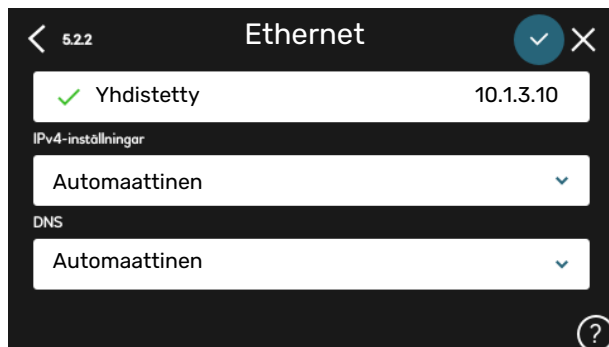 5.2.2 Ethernet
Yhdistetty 10.1.3.10
IPv4-inställningar
Automaattinen
DNS
Automaattinen
?